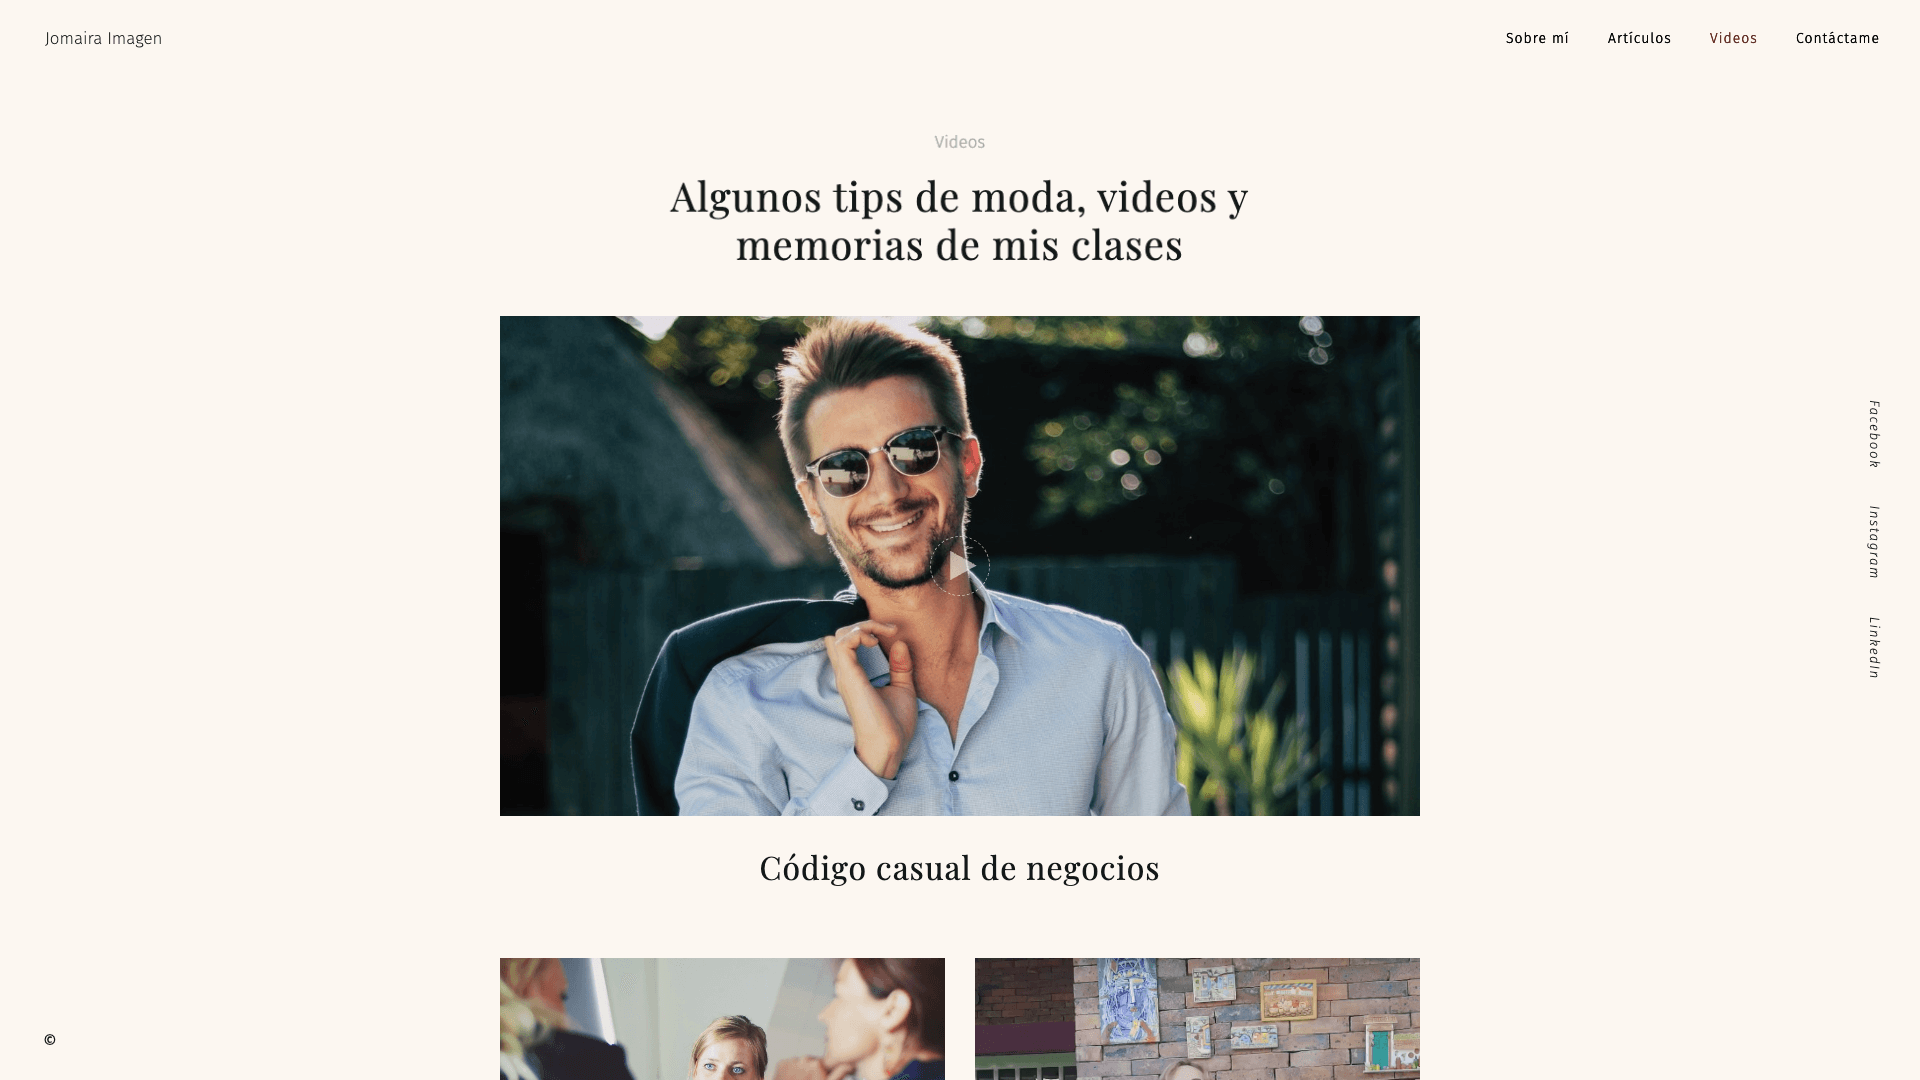 Jomaira Imagen
Sobre mí
Artículos
Videos
Contáctame
Videos
Algunos tips de moda, videos y
memorias de mis clases
Código casual de negocios
Facebook
Instagram
LinkedIn
©